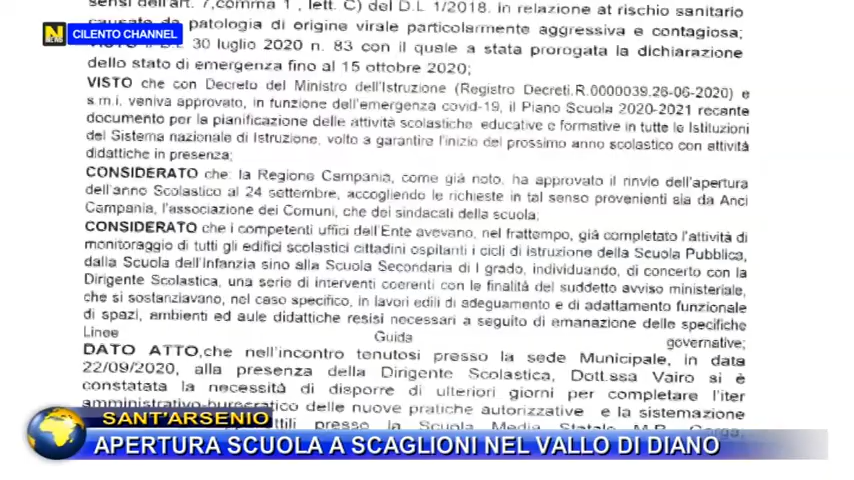 sensi dell'art. 7,comma 1 , lett. C) del D.L 1/2018. In relazione al rischio sanitario
causato da patologia di origine virale particolarmente aggressiva e contagiosa;
N
CILENTO CHANNEL
30 luglio 2020 n. 83 con il quale a stata prorogata la dichiarazione
dello stato di emergenza fino al 15 ottobre 2020;
VISTO che con Decreto del Ministro dell'Istruzione (Registro Decreti.R.0000039.26-06-2020) e
s.m.i, veniva approvato, in funzione dell'emergenza covid-19, il Piano Scuola 2020-2021 recante
documento per la pianificazione delle attività scolastiche educative e formative in tutte le Istituzioni
del Sistema nazionale di Istruzione, volto a garantire l'inizio del prossimo anno scolastico con attività
didattiche in presenza;
CONSIDERATO che: la Regione Campania, come già noto, ha approvato il rinvio dell'apertura
dell'anno Scolastico al 24 settembre, accogliendo le richieste in tal senso provenienti sia da Anci
Campania, l'associazione dei Comuni, che dei sindacati della scuola;
CONSIDERATO che i competenti uffici dell'Ente avevano, nel frattempo, già completato l'attività di
monitoraggio di tutti gli edifici scolastici cittadini ospitanti i cicli di istruzione della Scuola Pubblica,
dalla Scuola dell'Infanzia sino alla Scuola Secondaria di I grado, individuando, di concerto con la
Dirigente Scolastica, una serie di interventi coerenti con le finalità del suddetto avviso ministeriale,
che si sostanziavano, nel caso specifico, in lavori edili di adeguamento e di adattamento funzionale
di spazi, ambienti ed aule didattiche resisi necessari a seguito di emanazione delle specifiche
Linee Guida governative;
DATO ATTO,che nell'incontro tenutosi presso la sede Municipale, in data
22/09/2020, alla presenza della Dirigente Scolastica, Dott.ssa Vairo si è
constatata la necessità di disporre di ulteriori giorni per completare l'iter
amministrativo-burocratico delle nuove pratiche autorizzative e la sistemazione
presso la Scuola Media Statale
SANT'ARSENIO
APERTURA SCUOLA A SCAGLIONI NEL VALLO DI DIANO